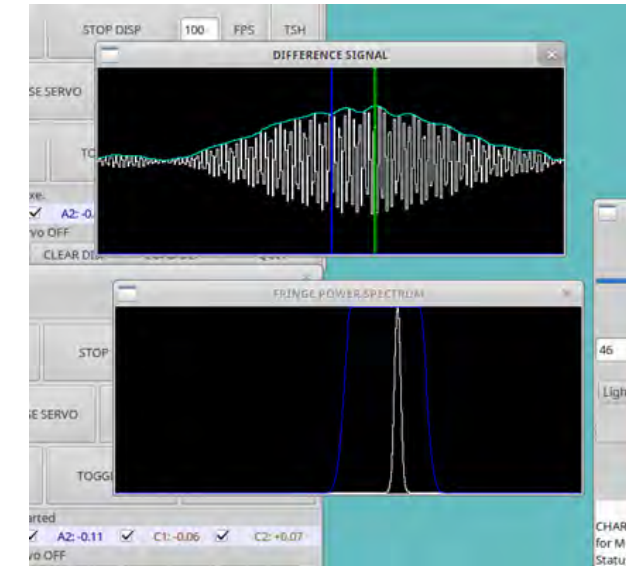 STOP DISP 100 FPS TSH
DIFFERENCE SIGNAL
SE SERVO
TO
xe.
A2: -0.
vo OFF
CLEAR DIS
FRINGE POWER SPECTRUM
STOP
46
Ligh
SE SERVO
TOGGL
arted
A2: -0.11 C1: -0.06 C2: +0.07
vo OFF
CHAR
for M
Statu